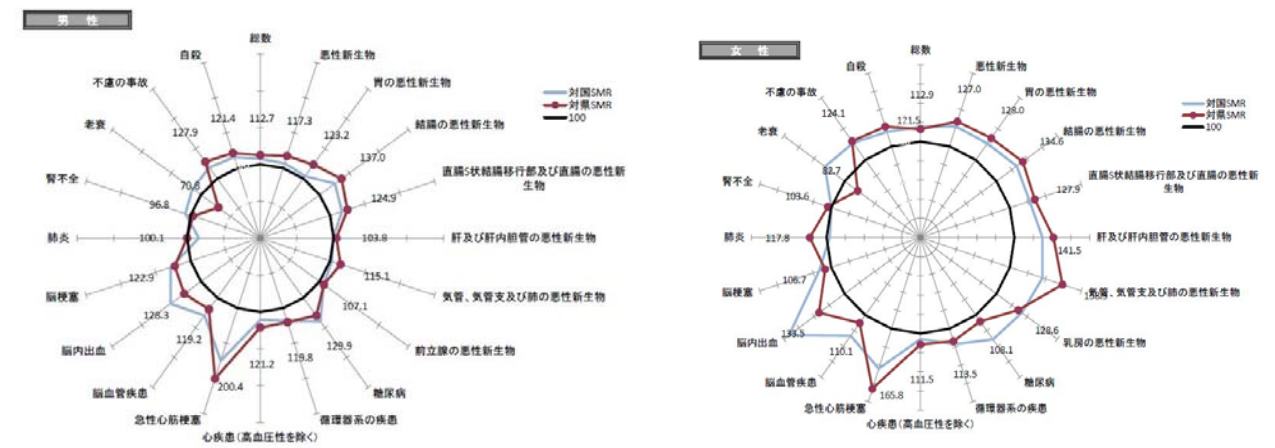 男 性
総数
悪性新生物
胃の悪性新生物
結腸の悪性新生物
直腸S状結腸移行部及び直腸の悪性新
生物
肝及び肝内胆管の悪性新生物
気管、気管支及び肺の悪性新生物
前立腺の悪性新生物
糖尿病
循環器系の疾患
心疾患(高血圧性を除く)
急性心筋梗塞
脳血管疾患
脳内出血
脳梗塞
肺炎
腎不全
老衰
不慮の事故
自殺
112.7
117.3
123.2
137.0
124.9
103.8
115.1
107.1
129.9
119.8
121.2
200.4
119.2
128.3
122.9
100.1
96.8
70.8
127.9
121.4
対国SMR
対県SMR
100
女 性
総数
悪性新生物
胃の悪性新生物
結腸の悪性新生物
直腸S状結腸移行部及び直腸の悪性新
生物
肝及び肝内胆管の悪性新生物
気管、気管支及び肺の悪性新生物
乳房の悪性新生物
糖尿病
循環器系の疾患
心疾患(高血圧性を除く)
急性心筋梗塞
脳血管疾患
脳内出血
脳梗塞
肺炎
腎不全
老衰
不慮の事故
自殺
112.9
127.0
128.0
134.6
127.9
141.5
128.6
108.1
113.5
111.5
165.8
110.1
133.5
106.7
117.8
103.6
82.7
124.1
121.5
対国SMR
対県SMR
100